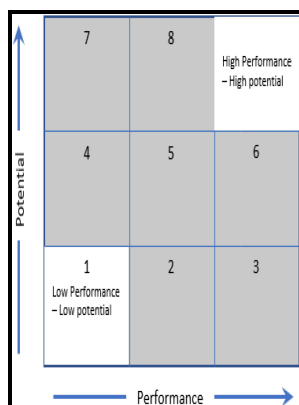 7
8
High Performance
– High potential
4
5
6
1
Low Performance
– Low potential
2
3
Potential
Performance